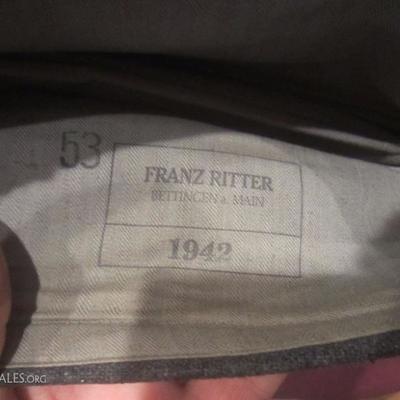 53
FRANZ RITTER
BETTINGEN a. MAIN
1942
ALES.ORG